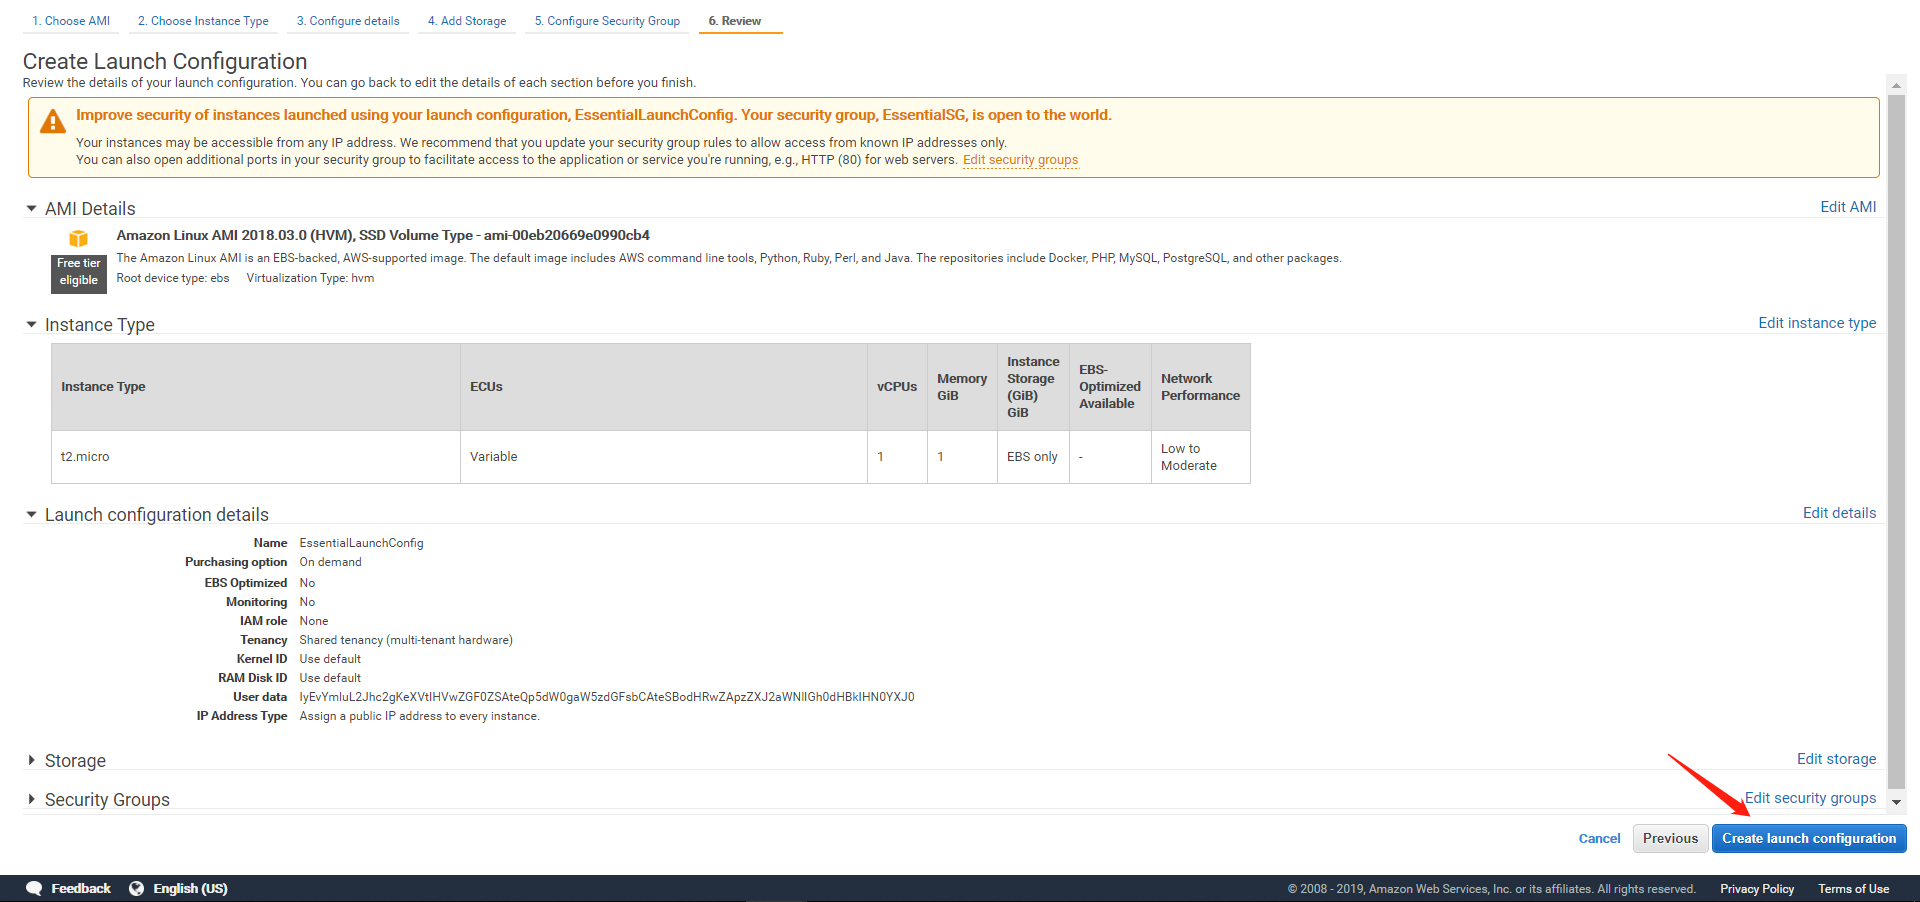 1. Choose AMI 2. Choose Instance Type 3. Configure details 4. Add Storage 5. Configure Security Group 6. Review
Create Launch Configuration
Review the details of your launch configuration. You can go back to edit the details of each section before you finish.
Improve security of instances launched using your launch configuration, EssentialLaunchConfig. Your security group, EssentialSG, is open to the world.
Your instances may be accessible from any IP address. We recommend that you update your security group rules to allow access from known IP addresses only.
You can also open additional ports in your security group to facilitate access to the application or service you're running, e.g., HTTP (80) for web servers. Edit security groups
AMI Details Edit AMI
Amazon Linux AMI 2018.03.0 (HVM), SSD Volume Type - ami-00eb20669e0990cb4
Free tier
eligible
The Amazon Linux AMI is an EBS-backed, AWS-supported image. The default image includes AWS command line tools, Python, Ruby, Perl, and Java. The repositories include Docker, PHP, MySQL, PostgreSQL, and other packages.
Root device type: ebs Virtualization Type: hvm
Instance Type Edit instance type
Instance Type
ECUs
vCPUs
Memory
GiB
Instance
Storage
(GiB)
GiB
EBS-
Optimized
Available
Network
Performance
t2.micro
Variable
1
1
EBS only
-
Low to
Moderate
Launch configuration details Edit details
Name EssentialLaunchConfig
Purchasing option On demand
EBS Optimized No
Monitoring No
IAM role None
Tenancy Shared tenancy (multi-tenant hardware)
Kernel ID Use default
RAM Disk ID Use default
User data IyEvYmluL2Jhc2gKeXVtIHVwZGF0ZSAteQp5dW0gaW5zdGFsbCAteSBodHRwZApzZXJ2aWNlIGh0dHBkIHN0YXJ0
IP Address Type Assign a public IP address to every instance.
Storage Edit storage
Security Groups Edit security groups
Cancel Previous Create launch configuration
Feedback English (US) © 2008 - 2019, Amazon Web Services, Inc. or its affiliates. All rights reserved. Privacy Policy Terms of Use